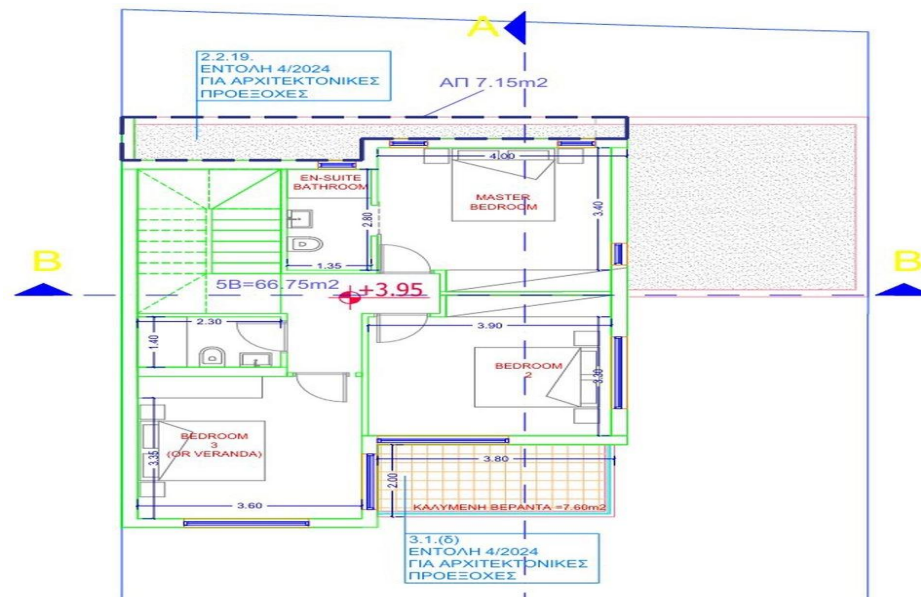 A
2.2.19.
ΕΝΤΟΛΗ 4/2024
ΓΙΑ ΑΡΧΙΤΕΚΤΟΝΙΚΕΣ
ΠΡΟΕΞΟΧΕΣ
ΑΠ 7.15m2
4.00
EN-SUITE
BATHROOM
MASTER
BEDROOM
2.80
3.40
1.35
B
B
5B=66.75m2
+3.95
2.30
3.90
1.40
BEDROOM
2
3.30
BEDROOM
3
(OR VERANDA)
3.35
3.80
2.00
3.60
ΚΑΛΥΜΕΝΗ ΒΕΡΑΝΤΑ =7.60m2
3.1.(δ)
ΕΝΤΟΛΗ 4/2024
ΓΙΑ ΑΡΧΙΤΕΚΤΟΝΙΚΕΣ
ΠΡΟΕΞΟΧΕΣ